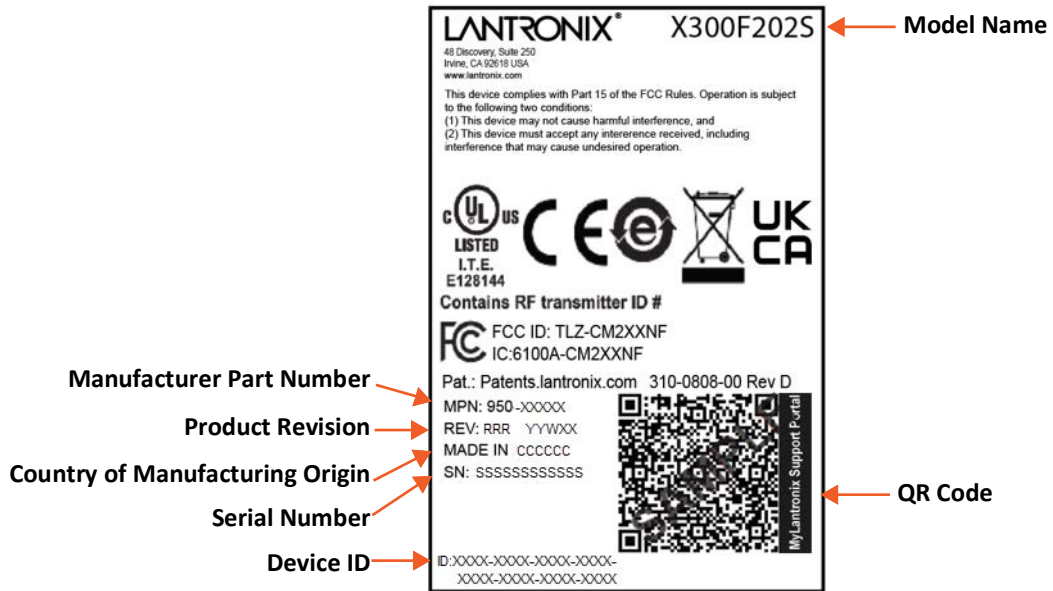 LANTRONIX®
X300F202S
Model Name
48 Discovery, Suite 250
Irvine, CA 92618 USA
www.lantronix.com
This device complies with Part 15 of the FCC Rules. Operation is subject
to the following two conditions:
(1) This device may not cause harmful interference, and
(2) This device must accept any intererence received, including
interference that may cause undesired operation.
C UL US
LISTED
I.T.E.
E128144
CE
e
UK
CA
Contains RF transmitter ID #
FC FCC ID: TLZ-CM2XXNF
IC:6100A-CM2XXNF
Pat.: Patents.lantronix.com 310-0808-00 Rev D
Manufacturer Part Number
MPN: 950-XXXXX
Product Revision
REV: RRR YYWXX
Country of Manufacturing Origin
MADE IN CCCCCC
Serial Number
SN: SSSSSSSSSSSS
SAMPLE
MyLantronix Support Portal
QR Code
Device ID
ID:XXXX-XXXX-XXXX-XXXX-
XXXX-XXXX-XXXX-XXXX